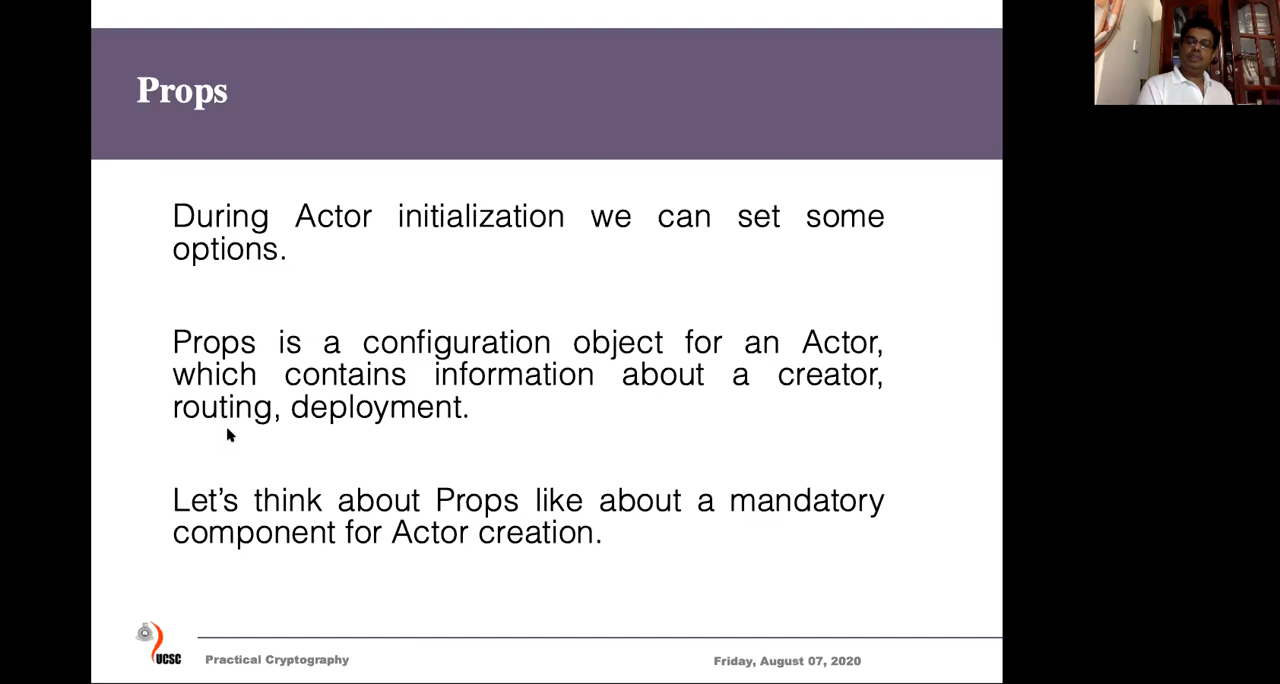 Props
During Actor initialization we can set some
options.
Props is a configuration object for an Actor,
which contains information about a creator,
routing, deployment.
Let's think about Props like about a mandatory
component for Actor creation.
UCSC
Practical Cryptography
Friday, August 07, 2020